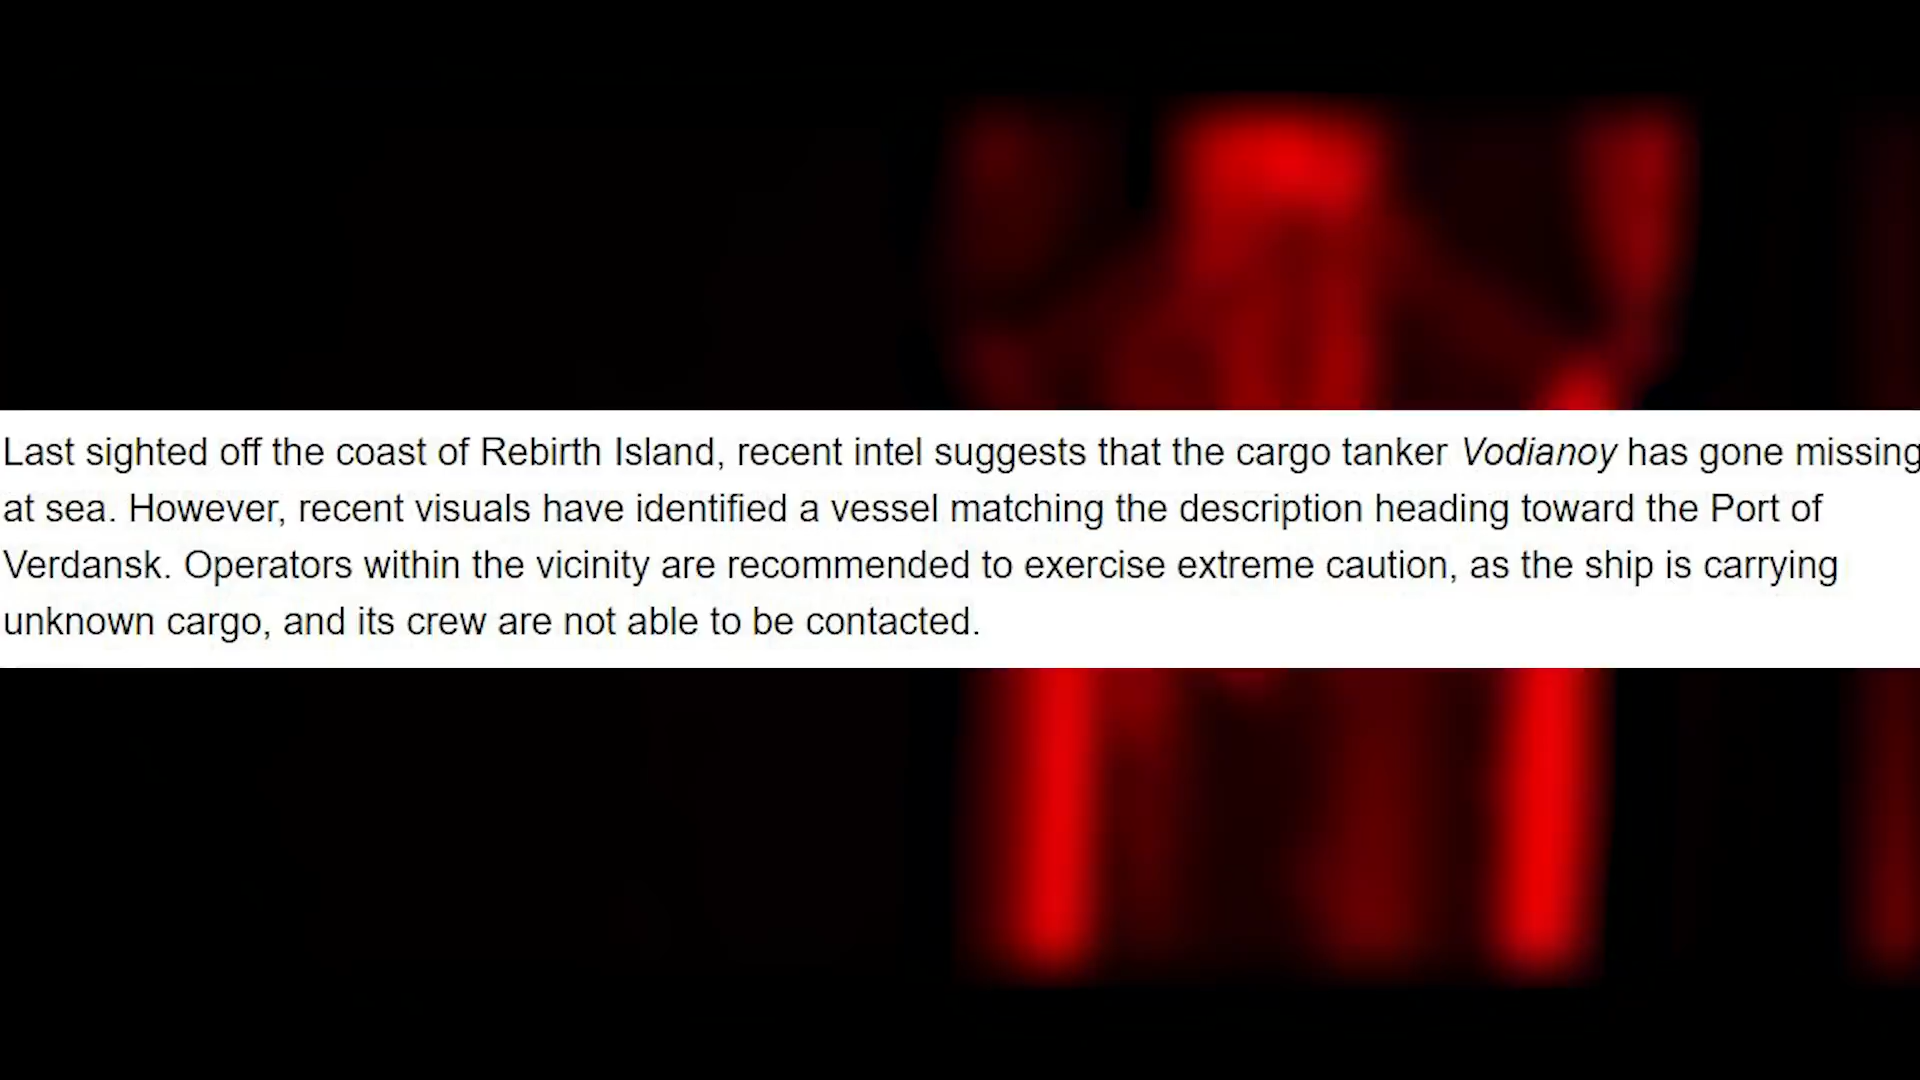 Last sighted off the coast of Rebirth Island, recent intel suggests that the cargo tanker Vodianoy has gone missing
at sea. However, recent visuals have identified a vessel matching the description heading toward the Port of
Verdansk. Operators within the vicinity are recommended to exercise extreme caution, as the ship is carrying
unknown cargo, and its crew are not able to be contacted.